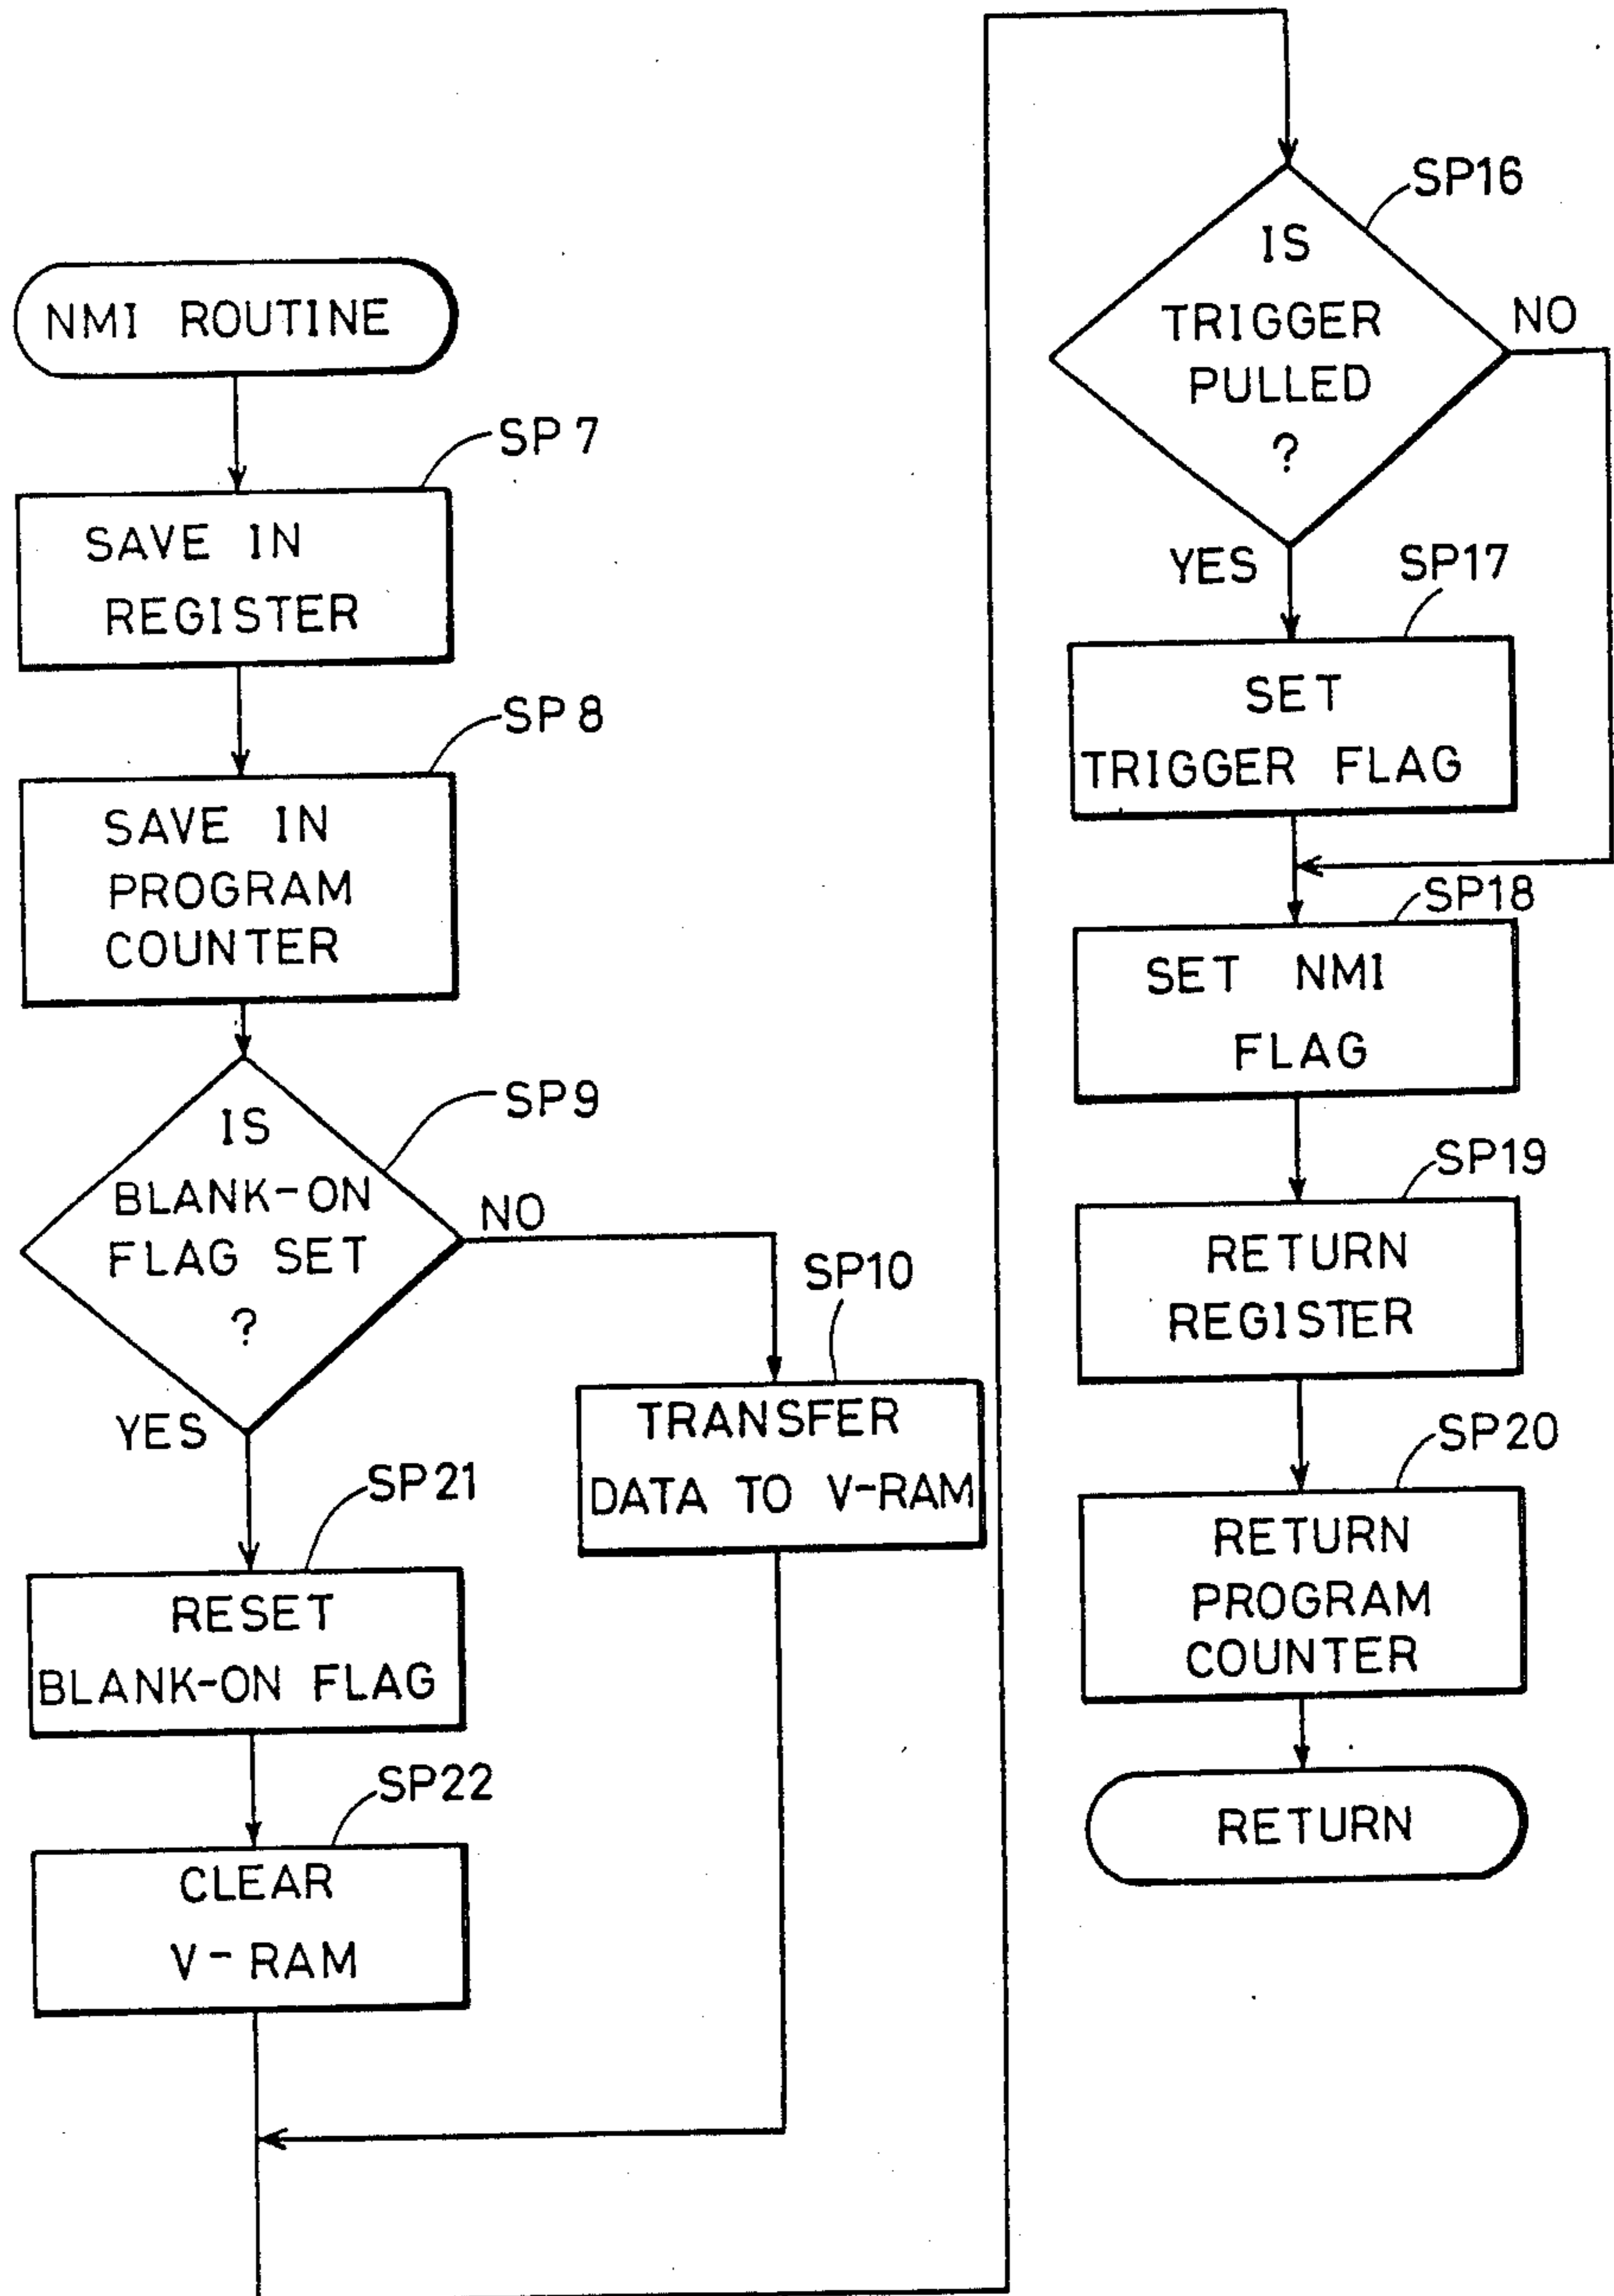 NMI ROUTINE
SP7
SAVE IN
REGISTER
SP8
SAVE IN
PROGRAM
COUNTER
SP9
IS
BLANK-ON
FLAG SET
?
NO
YES
SP10
TRANSFER
DATA TO V-RAM
SP21
RESET
BLANK-ON FLAG
SP22
CLEAR
V-RAM
SP16
IS
TRIGGER
PULLED
?
NO
YES
SP17
SET
TRIGGER FLAG
SP18
SET NMI
FLAG
SP19
RETURN
REGISTER
SP20
RETURN
PROGRAM
COUNTER
RETURN